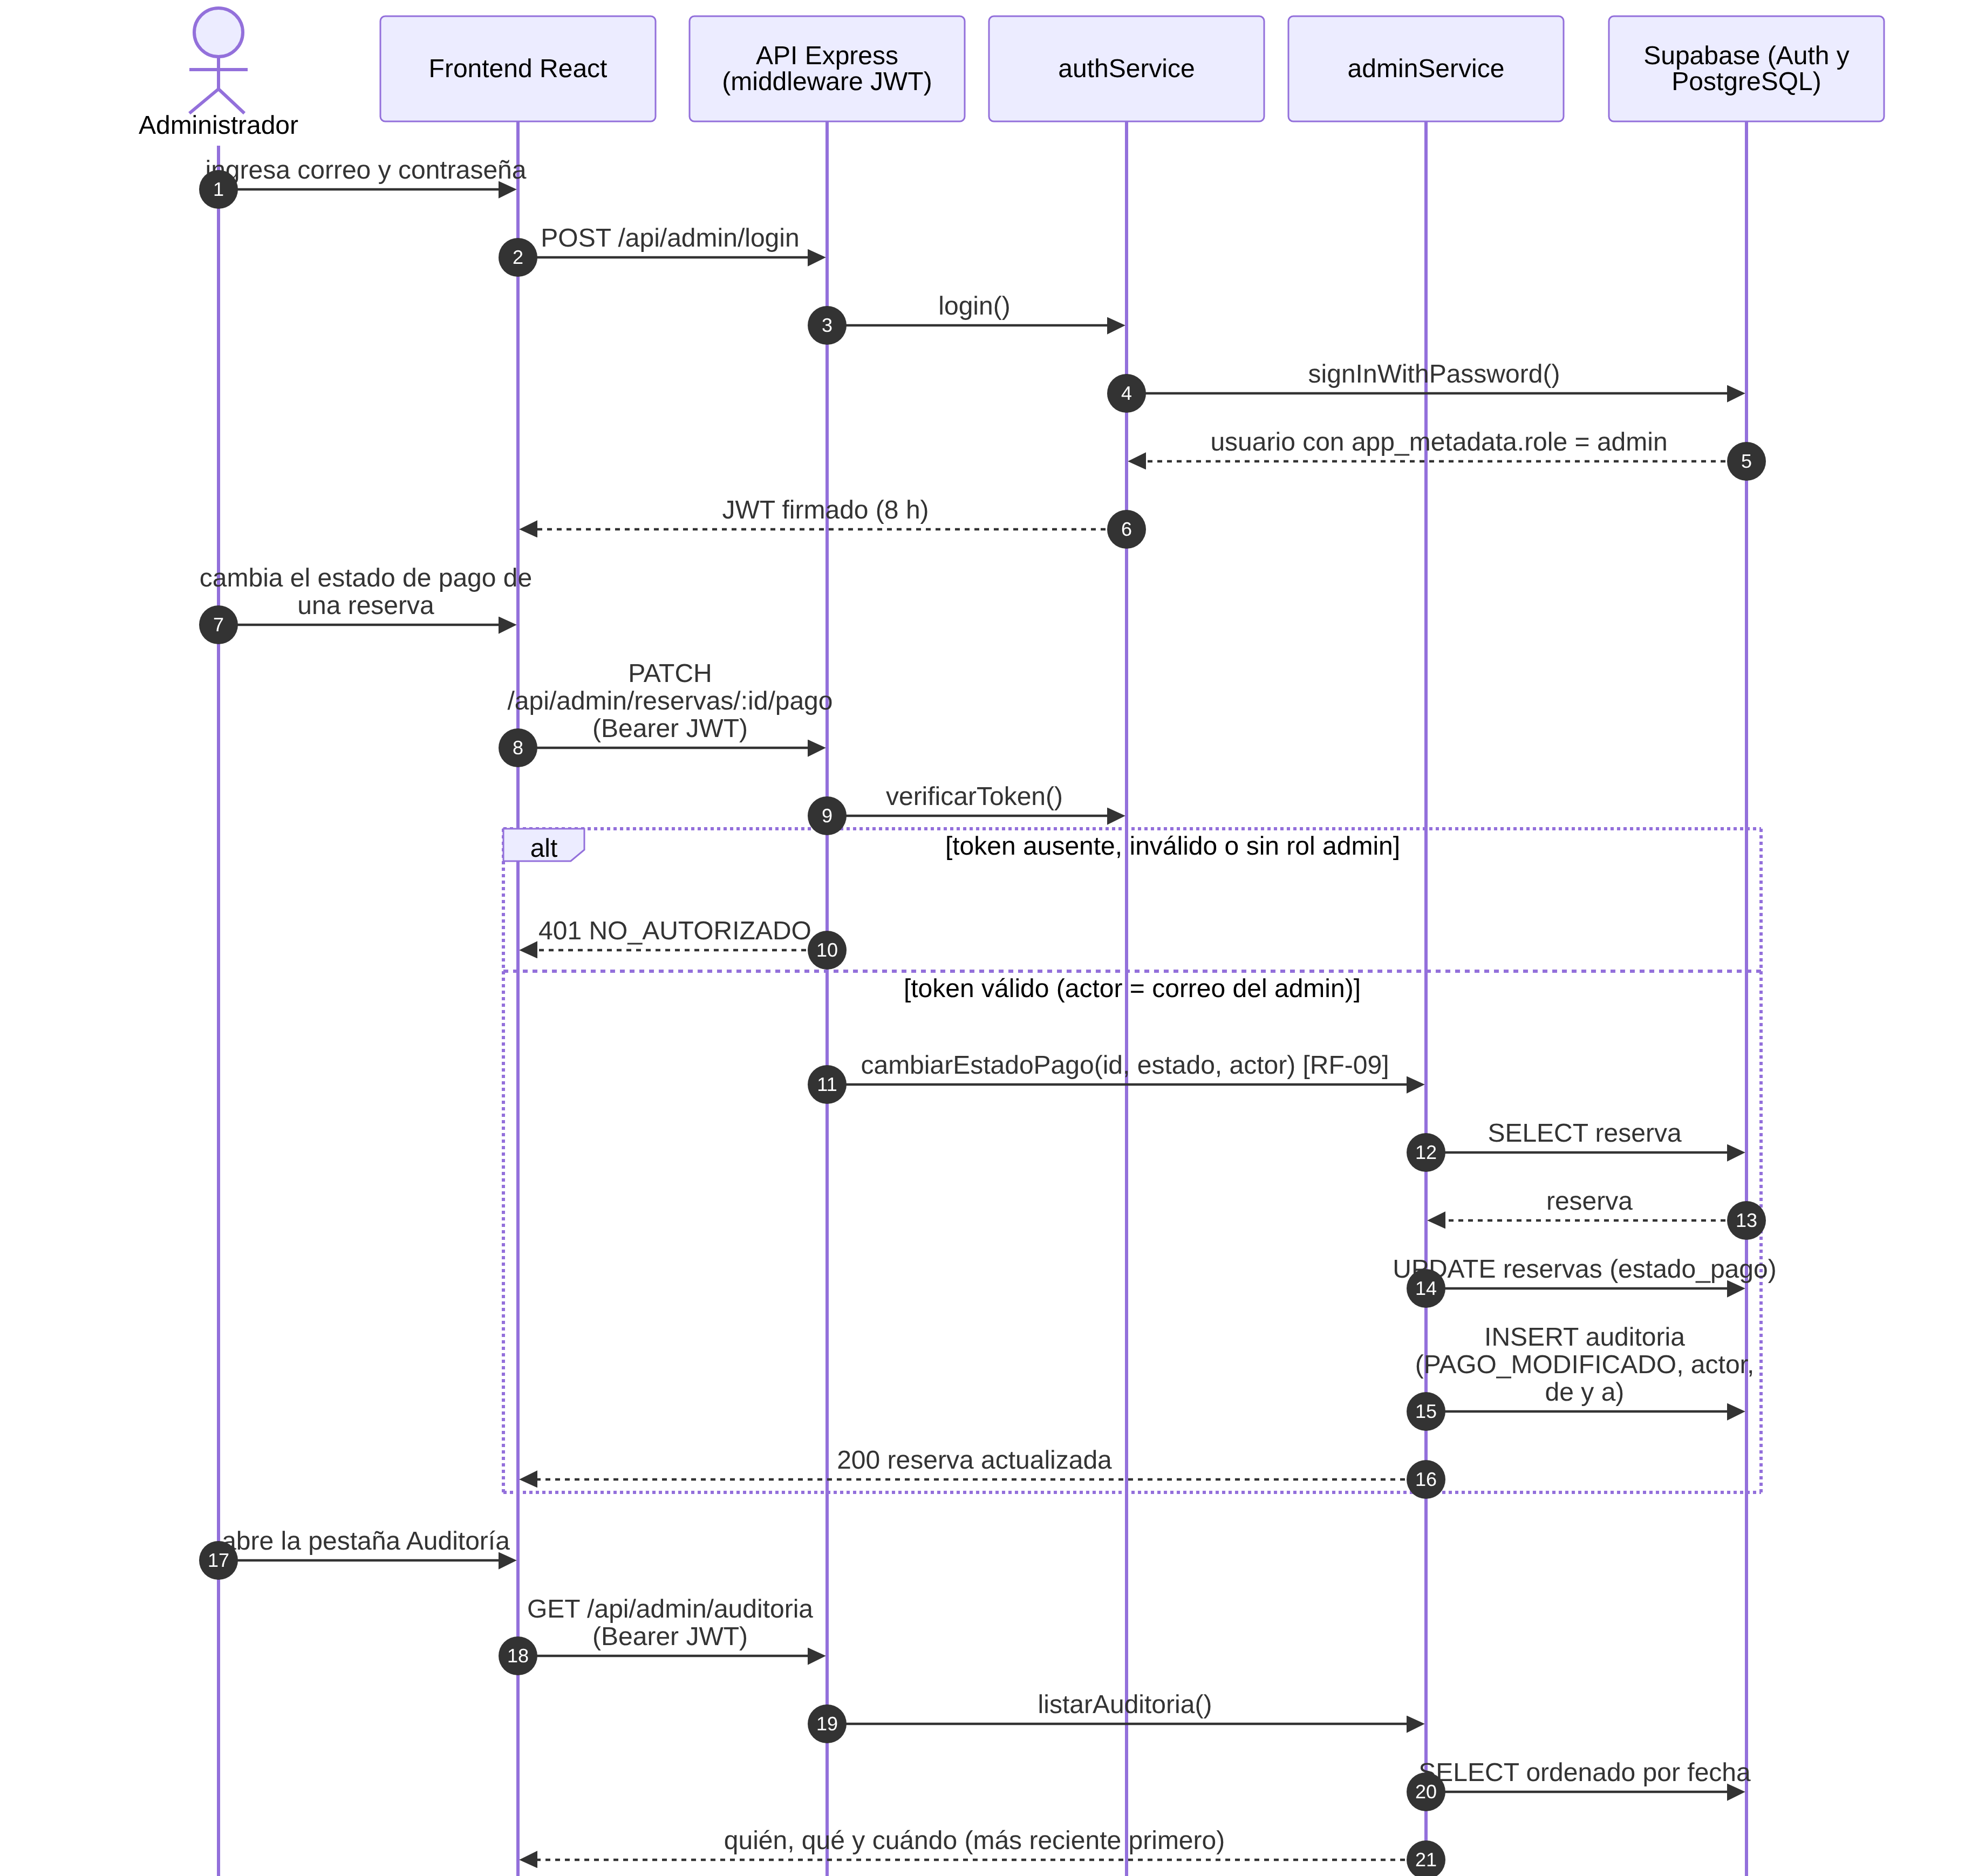 Administrador
Frontend React
API Express
(middleware JWT)
authService
adminService
Supabase (Auth y
PostgreSQL)
ingresa correo y contraseña
1
POST /api/admin/login
2
login()
3
signInWithPassword()
4
usuario con app_metadata.role = admin
5
JWT firmado (8 h)
6
cambia el estado de pago de
una reserva
7
PATCH
/api/admin/reservas/:id/pago
(Bearer JWT)
8
verificarToken()
9
alt
[token ausente, inválido o sin rol admin]
401 NO_AUTORIZADO
10
[token válido (actor = correo del admin)]
cambiarEstadoPago(id, estado, actor) [RF-09]
11
SELECT reserva
12
reserva
13
UPDATE reservas (estado_pago)
14
INSERT auditoria
(PAGO_MODIFICADO, actor,
de y a)
15
200 reserva actualizada
16
abre la pestaña Auditoría
17
GET /api/admin/auditoria
(Bearer JWT)
18
listarAuditoria()
19
SELECT ordenado por fecha
20
quién, qué y cuándo (más reciente primero)
21